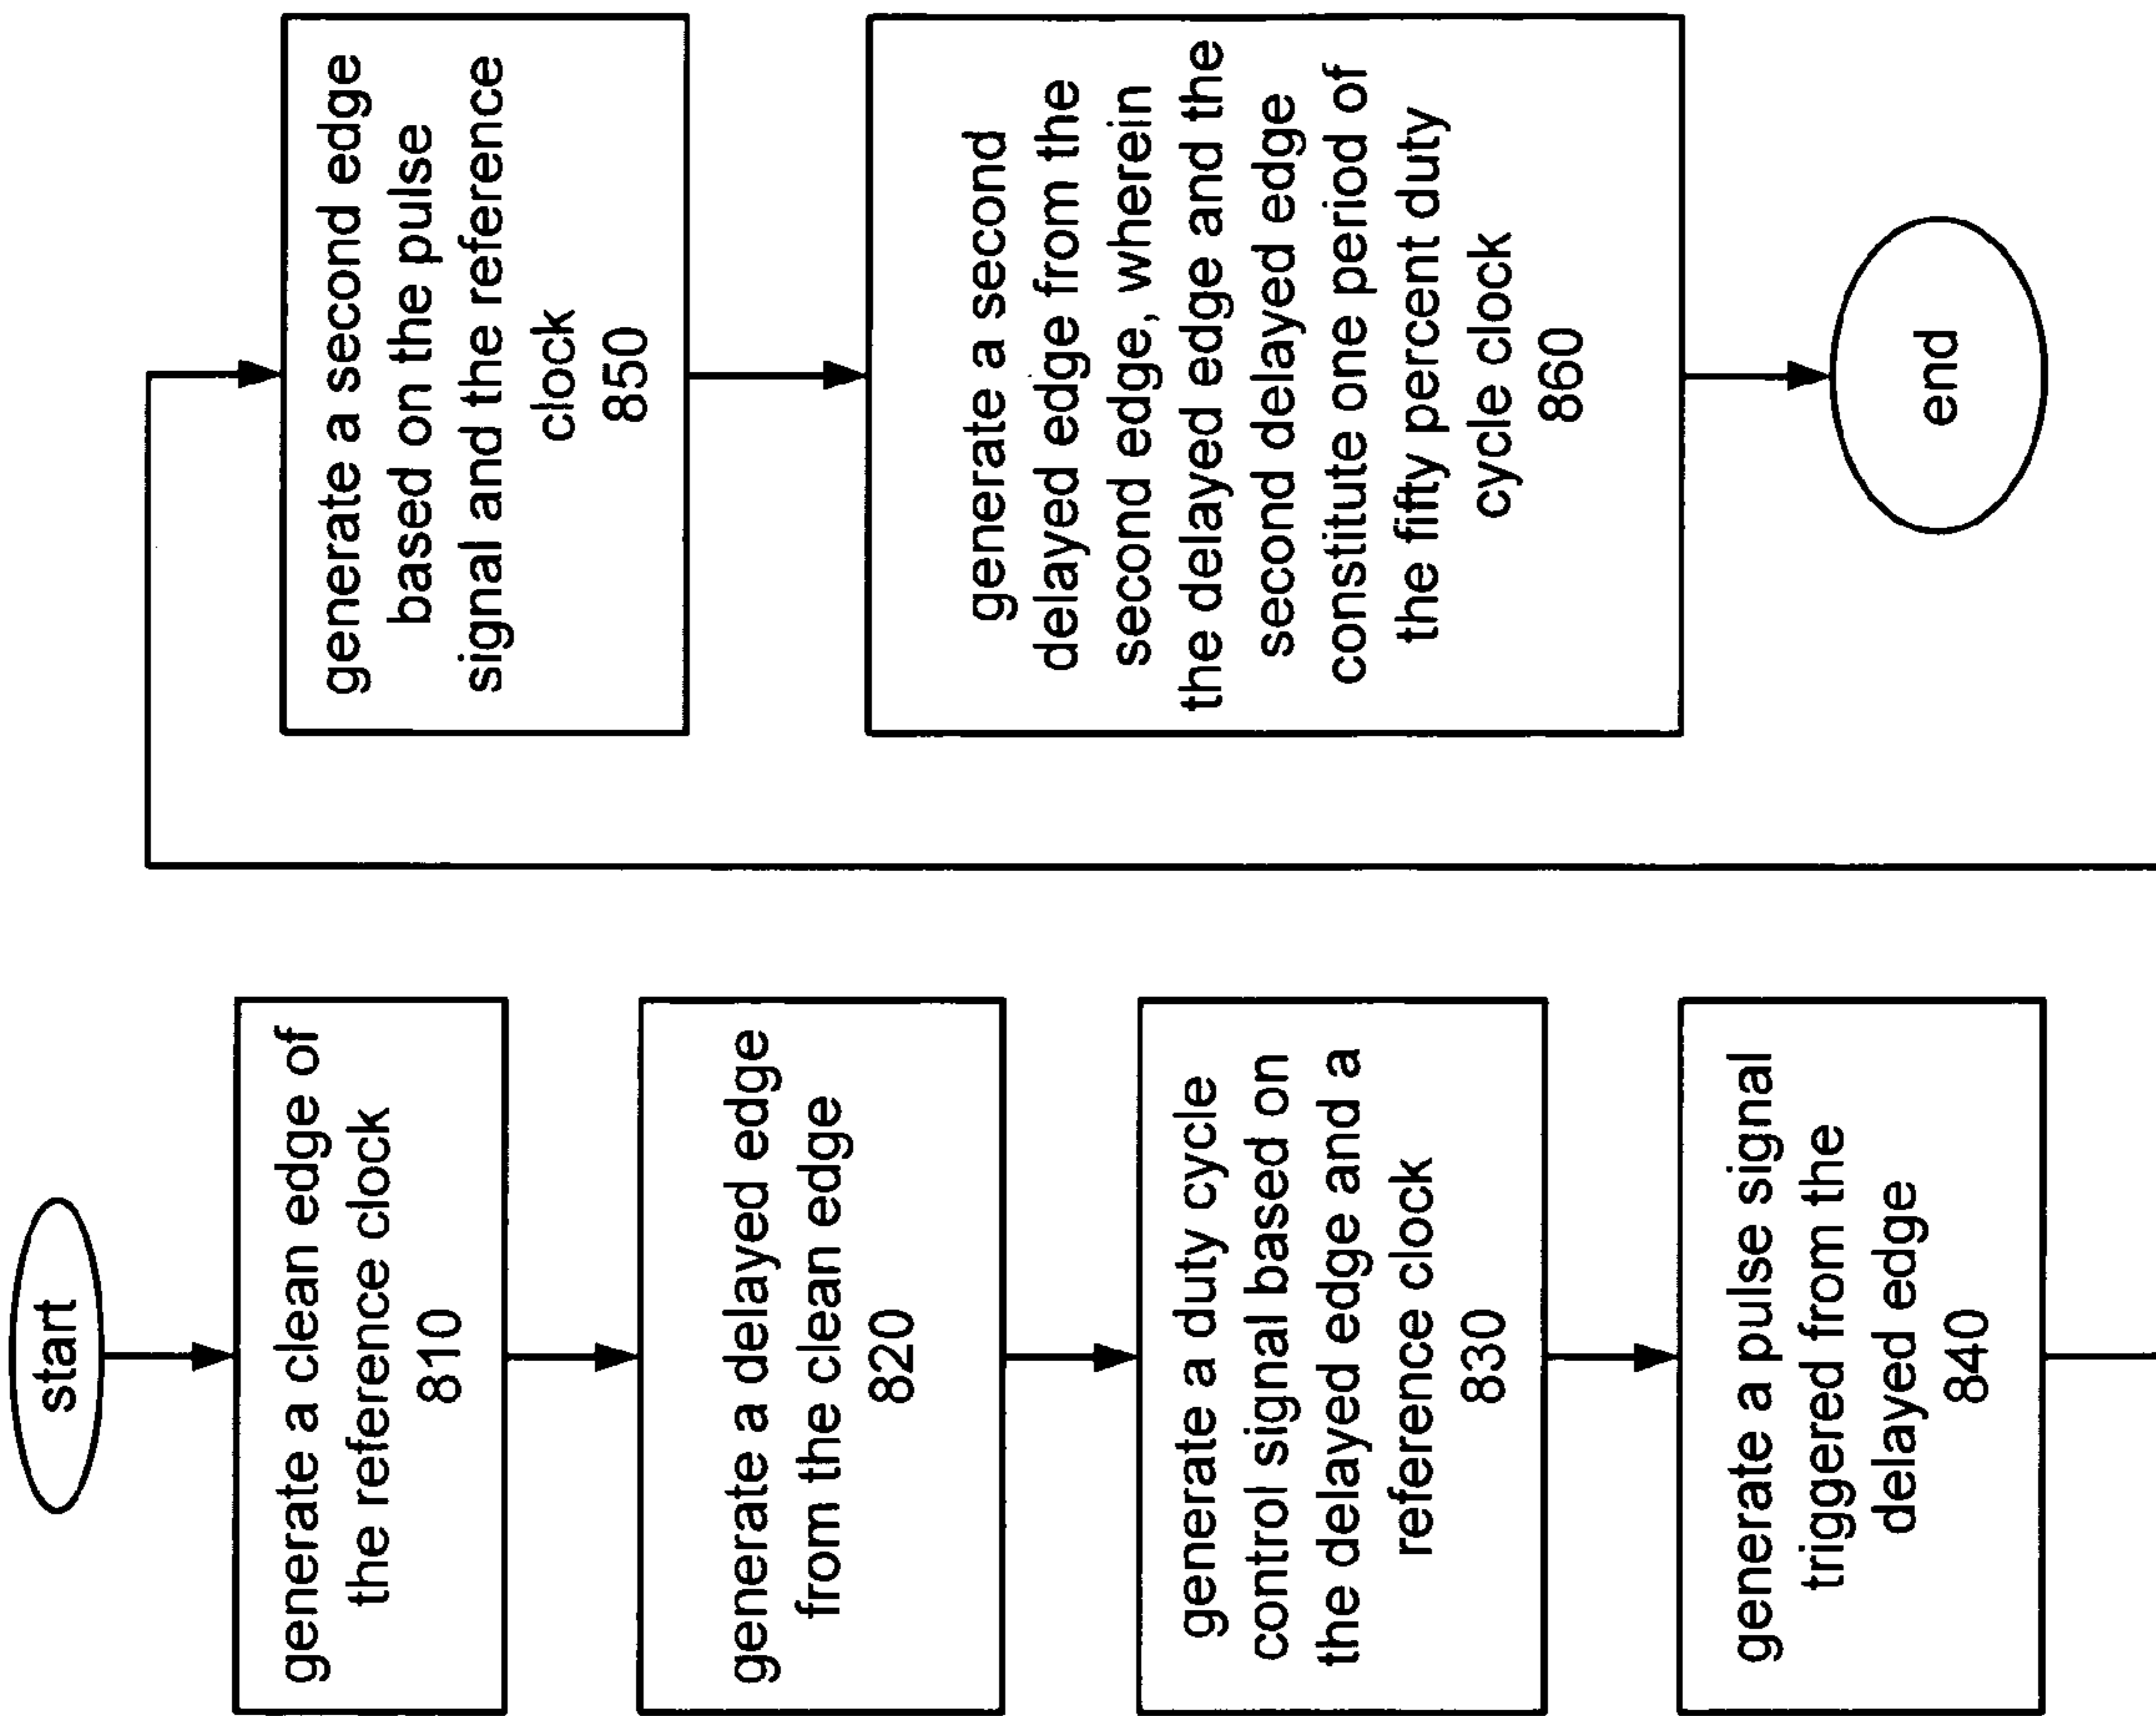 start
generate a clean edge of
the reference clock
810
generate a delayed edge
from the clean edge
820
generate a duty cycle
control signal based on
the delayed edge and a
reference clock
830
generate a pulse signal
triggered from the
delayed edge
840
generate a second edge
based on the pulse
signal and the reference
clock
850
generate a second
delayed edge from the
second edge, wherein
the delayed edge and the
second delayed edge
constitute one period of
the fifty percent duty
cycle clock
860
end